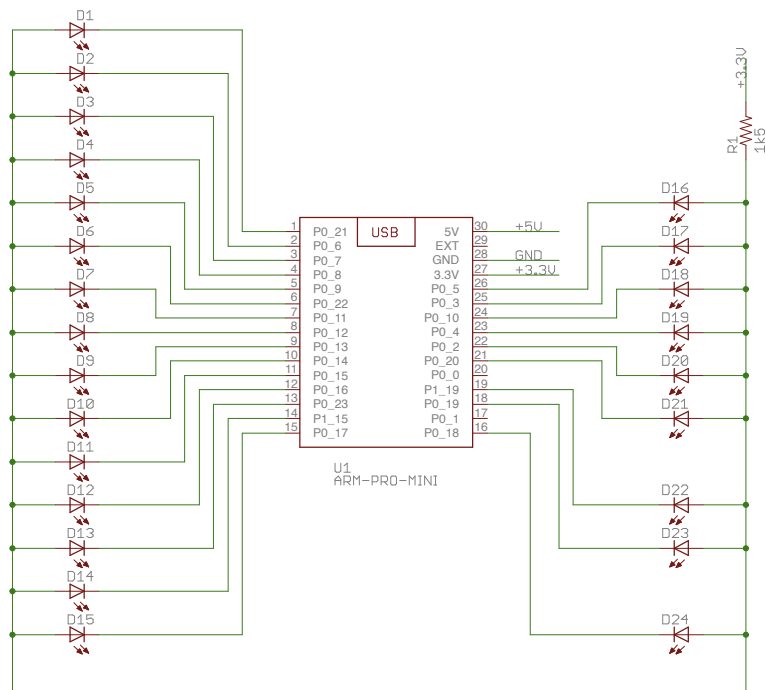 D1
D2
D3
D4
D5
D6
D7
D8
D9
D10
D11
D12
D13
D14
D15
USB
1 P0_21
2 P0_6
3 P0_7
4 P0_8
5 P0_9
6 P0_22
7 P0_11
8 P0_12
9 P0_13
10 P0_14
11 P0_15
12 P0_16
13 P0_23
14 P1_15
15 P0_17
5V 30 +5V
EXT 29
GND 28 GND
3.3V 27 +3.3V
P0_5 26
P0_3 25
P0_10 24
P0_4 23
P0_2 22
P0_20 21
P0_0 20
P1_19 19
P0_19 18
P0_1 17
P0_18 16
U1
ARM-PRO-MINI
+3.3V
R1
1k5
D16
D17
D18
D19
D20
D21
D22
D23
D24